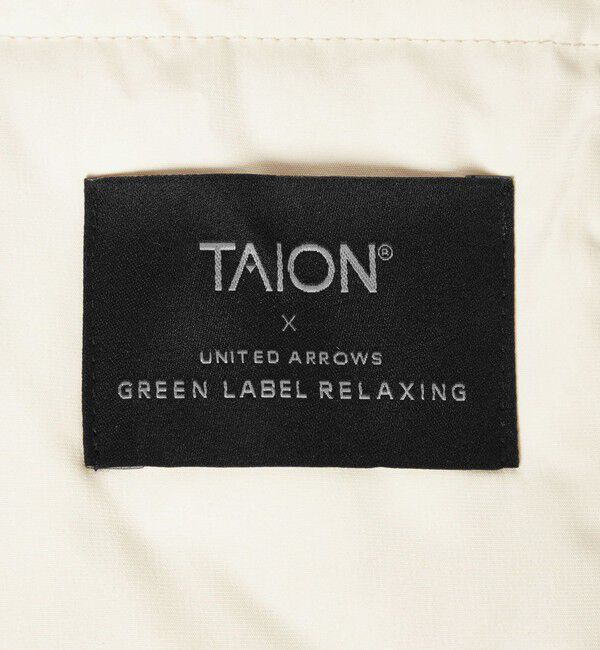 TAION®
X
UNITED ARROWS
GREEN LABEL RELAXING